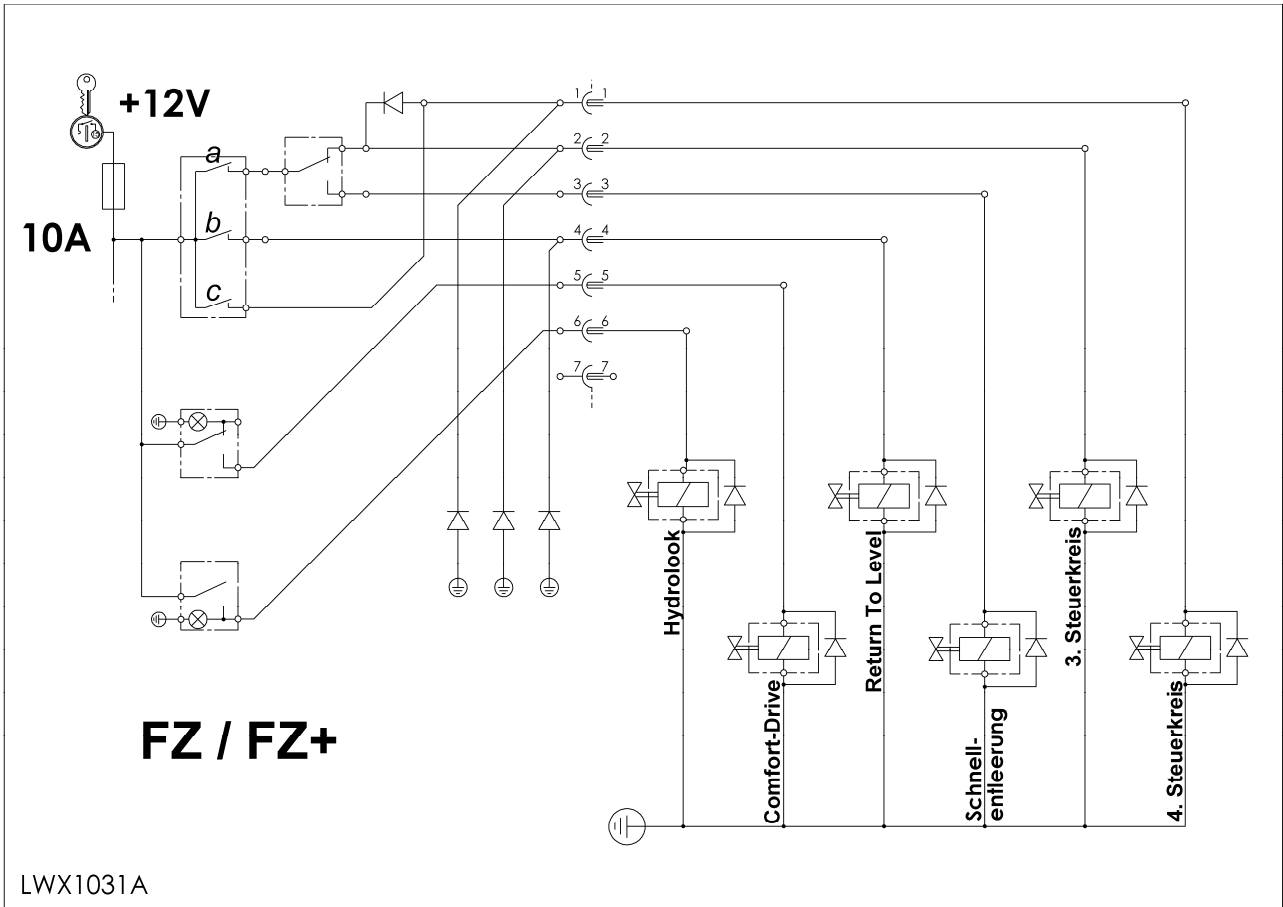 +12V
10A
a
b
c
1 1
2 2
3 3
4 4
5 5
6 6
7 7
Hydrolook
Comfort-Drive
Return To Level
Schnell-
entleerung
3. Steuerkreis
4. Steuerkreis
FZ / FZ+
LWX1031A